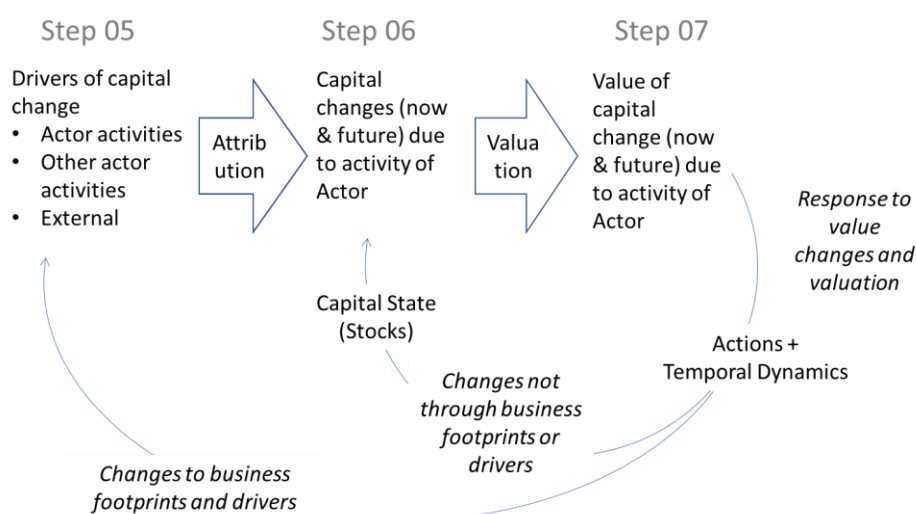 Step 05
Step 06
Step 07
Drivers of capital
change
• Actor activities
• Other actor
activities
• External
Attrib
ution
Capital
changes (now
& future) due
to activity of
Actor
Valua
tion
Value of
capital
change (now
& future) due
to activity of
Actor
Response to
value
changes and
valuation
Capital State
(Stocks)
Actions +
Temporal Dynamics
Changes not
through business
footprints or
drivers
Changes to business
footprints and drivers